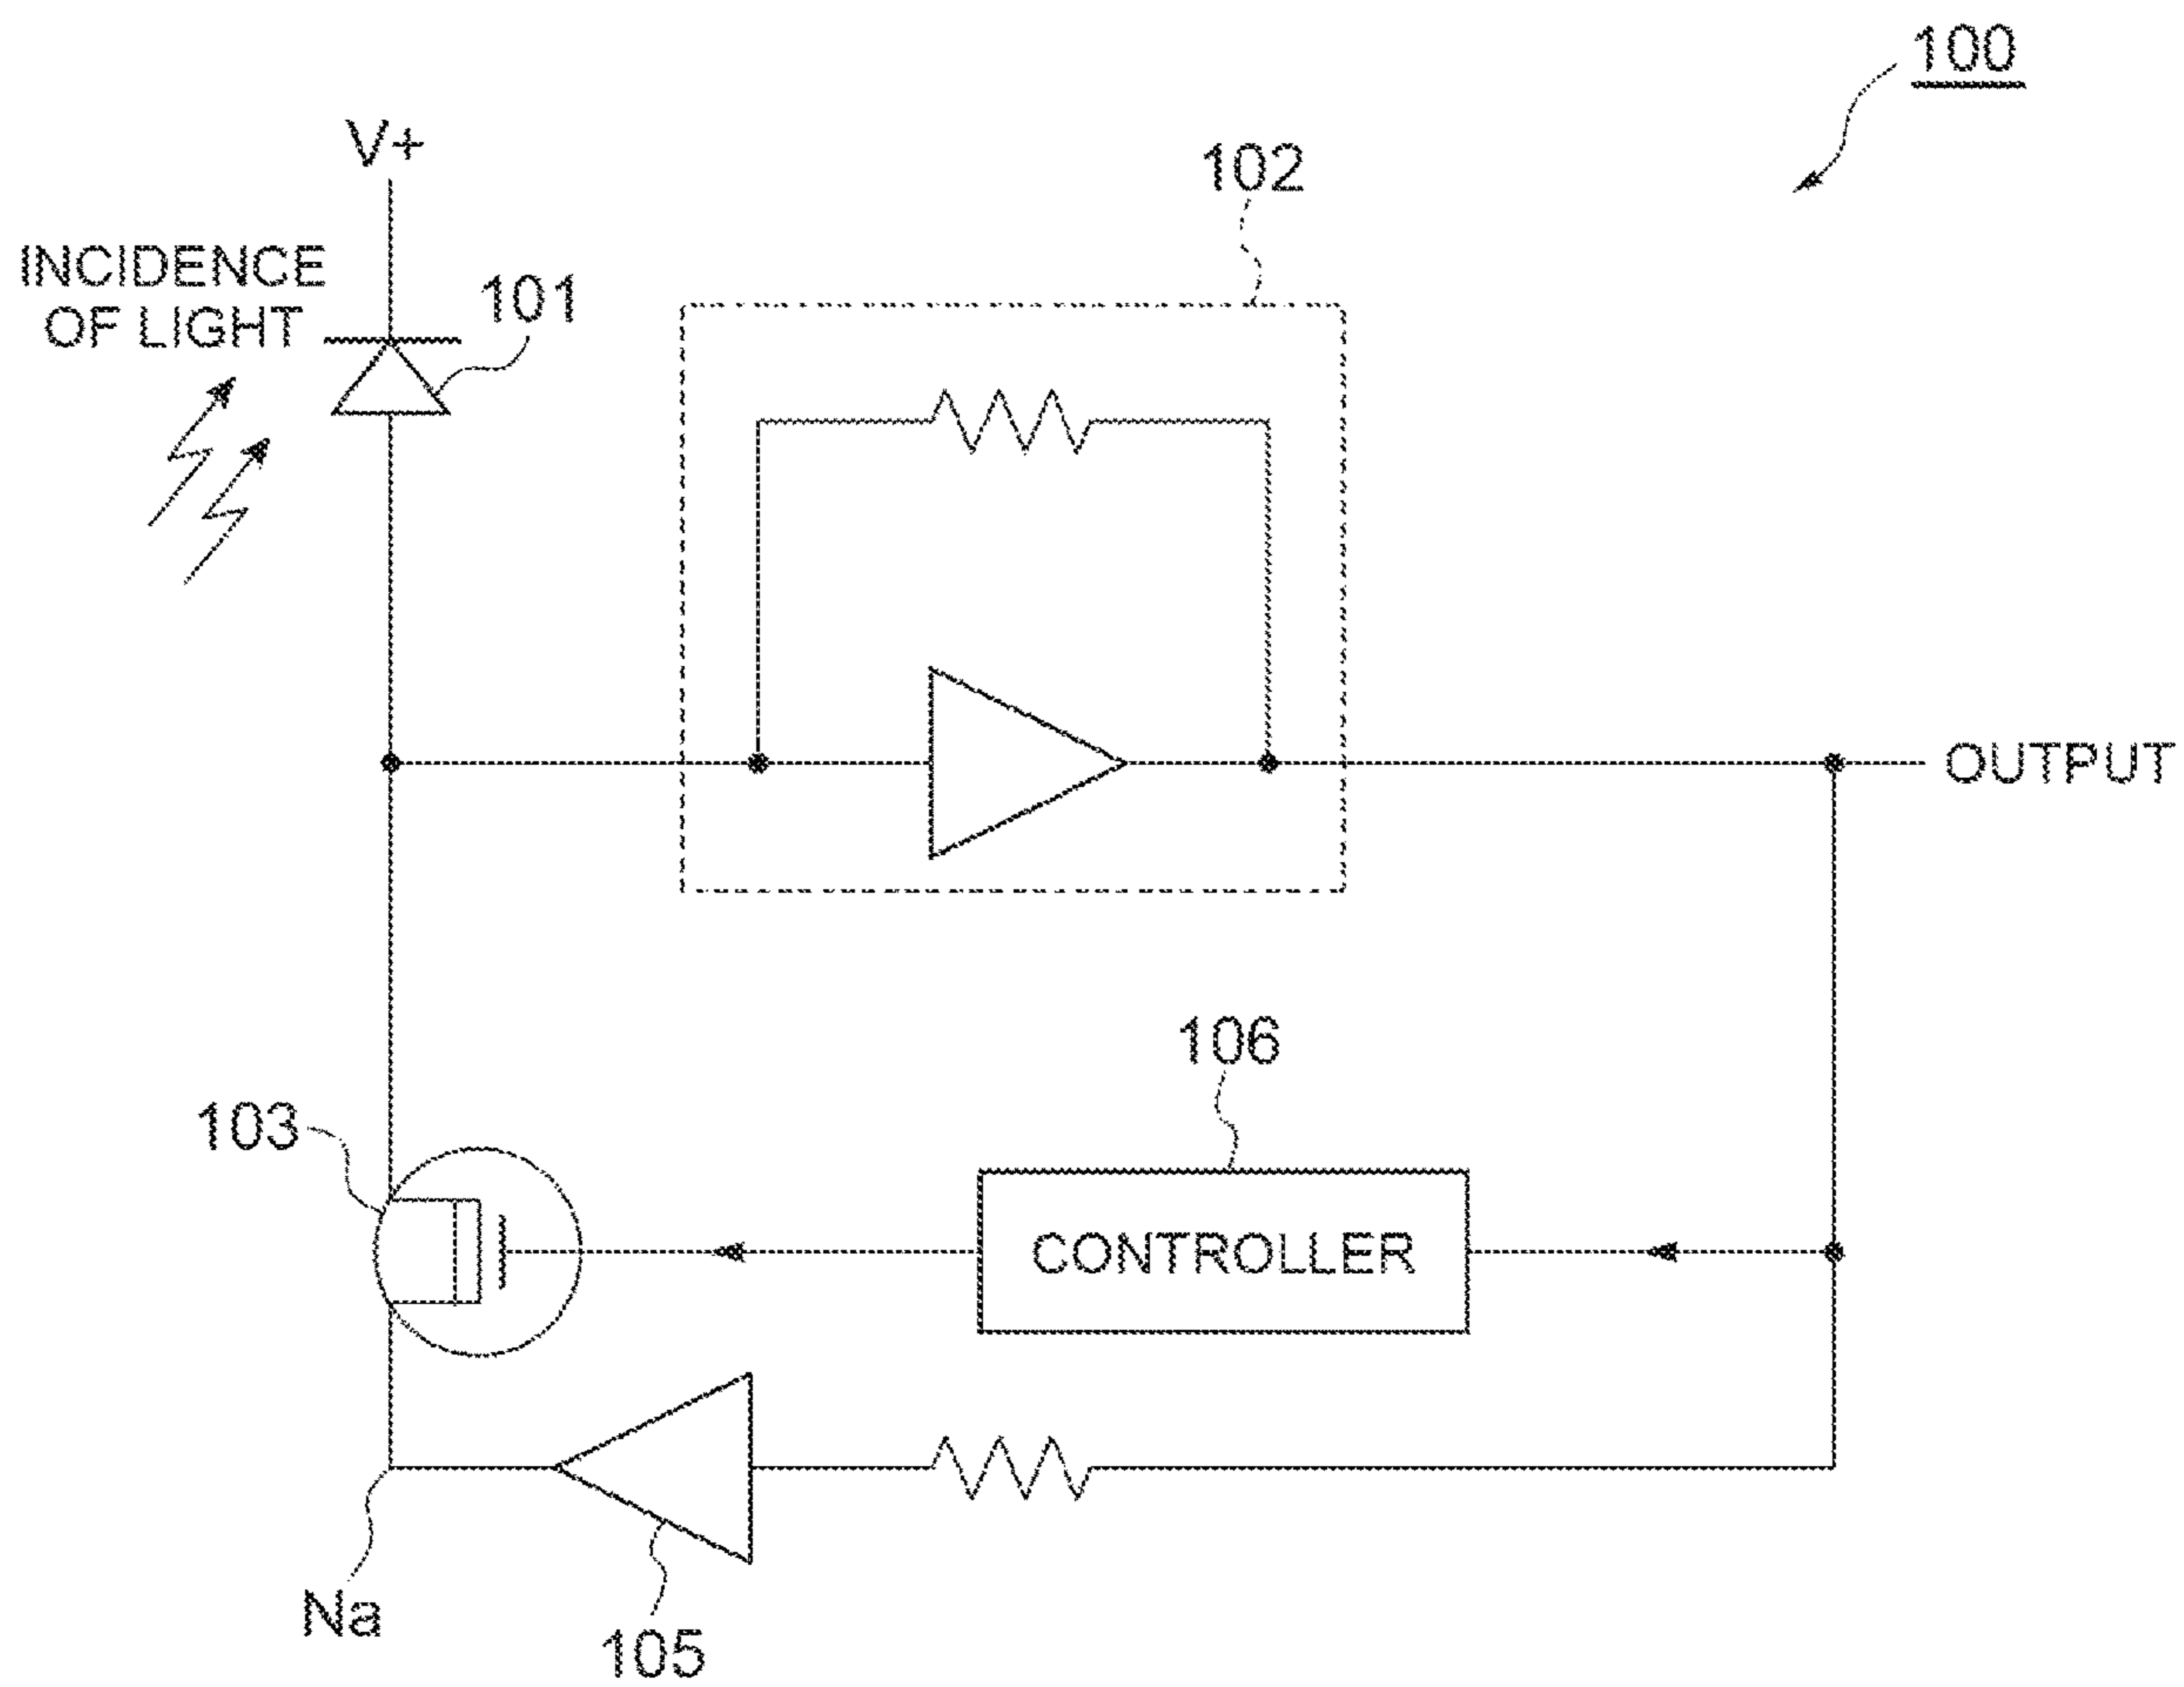 100
V+
102
INCIDENCE
OF LIGHT
101
OUTPUT
106
103
CONTROLLER
Na
105